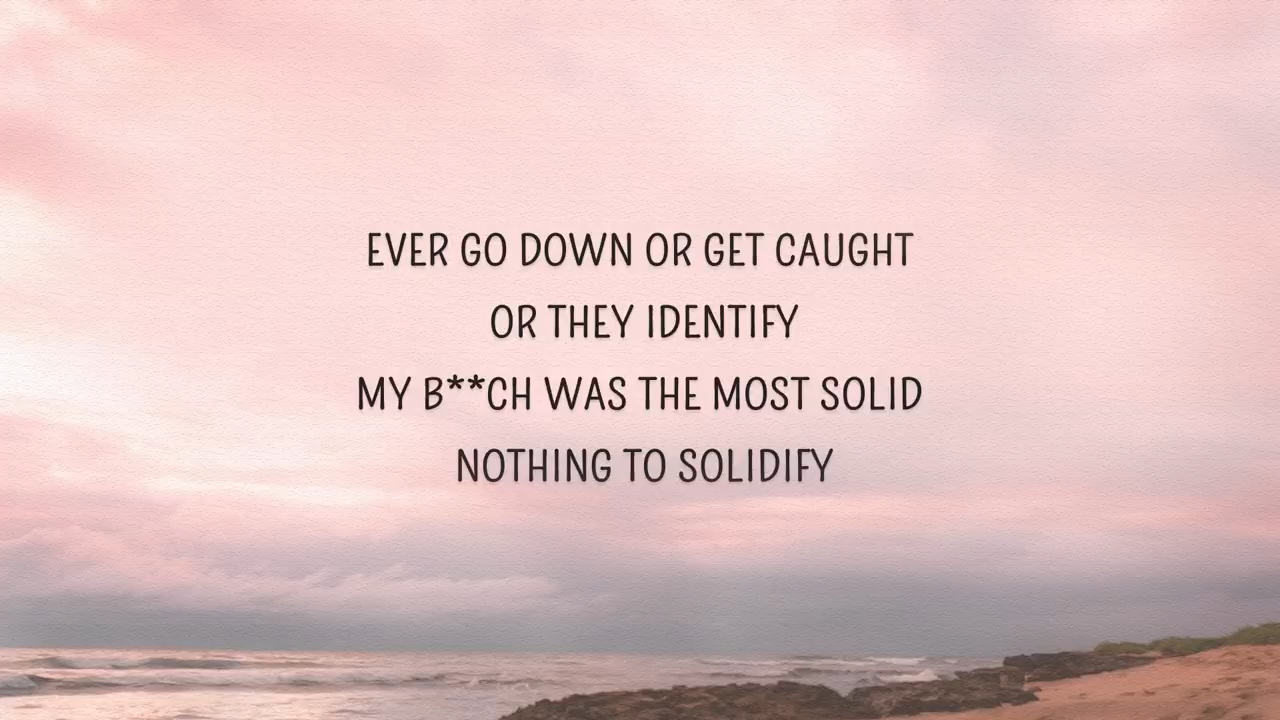 EVER GO DOWN OR GET CAUGHT
OR THEY IDENTIFY
MY B**CH WAS THE MOST SOLID
NOTHING TO SOLIDIFY